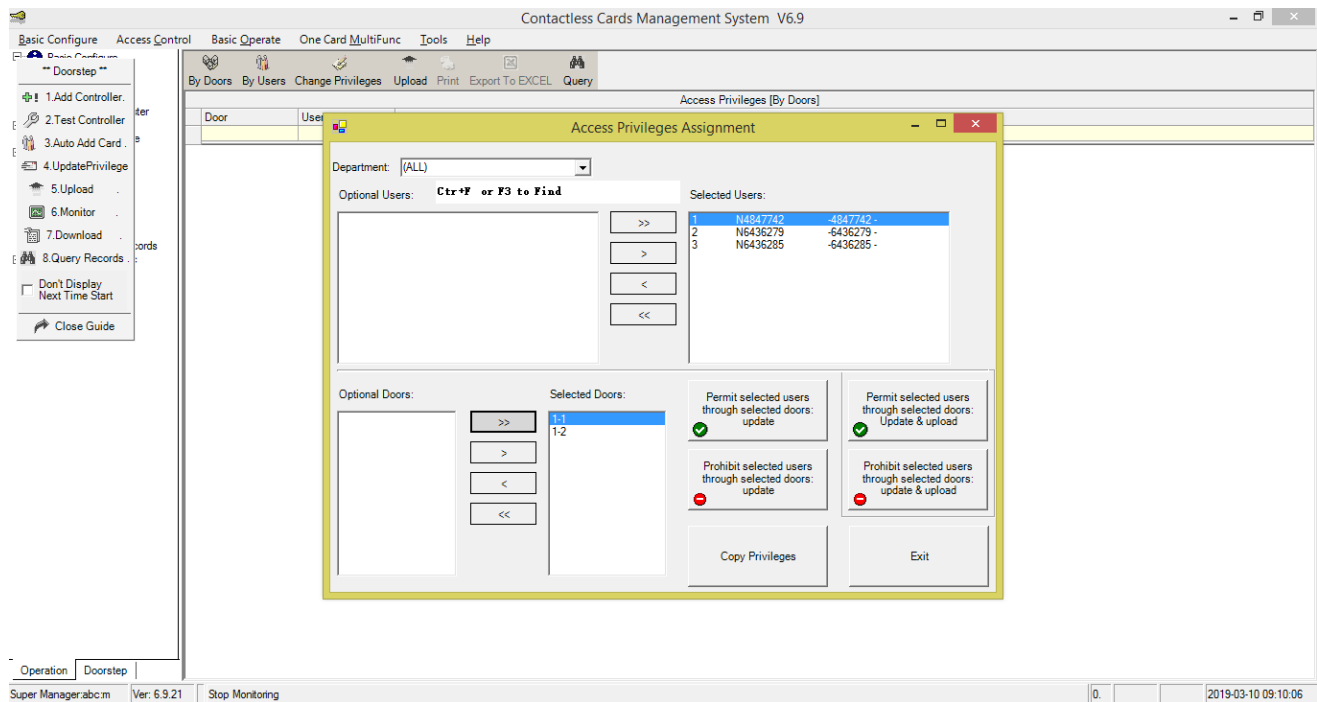 Contactless Cards Management System V6.9
Basic Configure Access Control Basic Operate One Card MultiFunc Tools Help
** Doorstep **
1.Add Controller.
2.Test Controller
3.Auto Add Card .
4.UpdatePrivilege
5.Upload .
6.Monitor .
7.Download .
8.Query Records .
Don't Display
Next Time Start
Close Guide
By Doors By Users Change Privileges Upload Print Export To EXCEL Query
Access Privileges [By Doors]
Door
Access Privileges Assignment
Department: (ALL)
Optional Users: Ctr+F or F3 to Find
Selected Users:
>>
>
<
<<
1 N4847742 -4847742 -
2 N6436279 -6436279 -
3 N6436285 -6436285 -
Optional Doors:
>>
>
<
<<
Selected Doors:
1-1
1-2
Permit selected users
through selected doors:
update
Permit selected users
through selected doors:
Update & upload
Prohibit selected users
through selected doors:
update
Prohibit selected users
through selected doors:
update & upload
Copy Privileges
Exit
Operation Doorstep
Super Manager:abc:m Ver: 6.9.21 Stop Monitoring 0. 2019-03-10 09:10:06